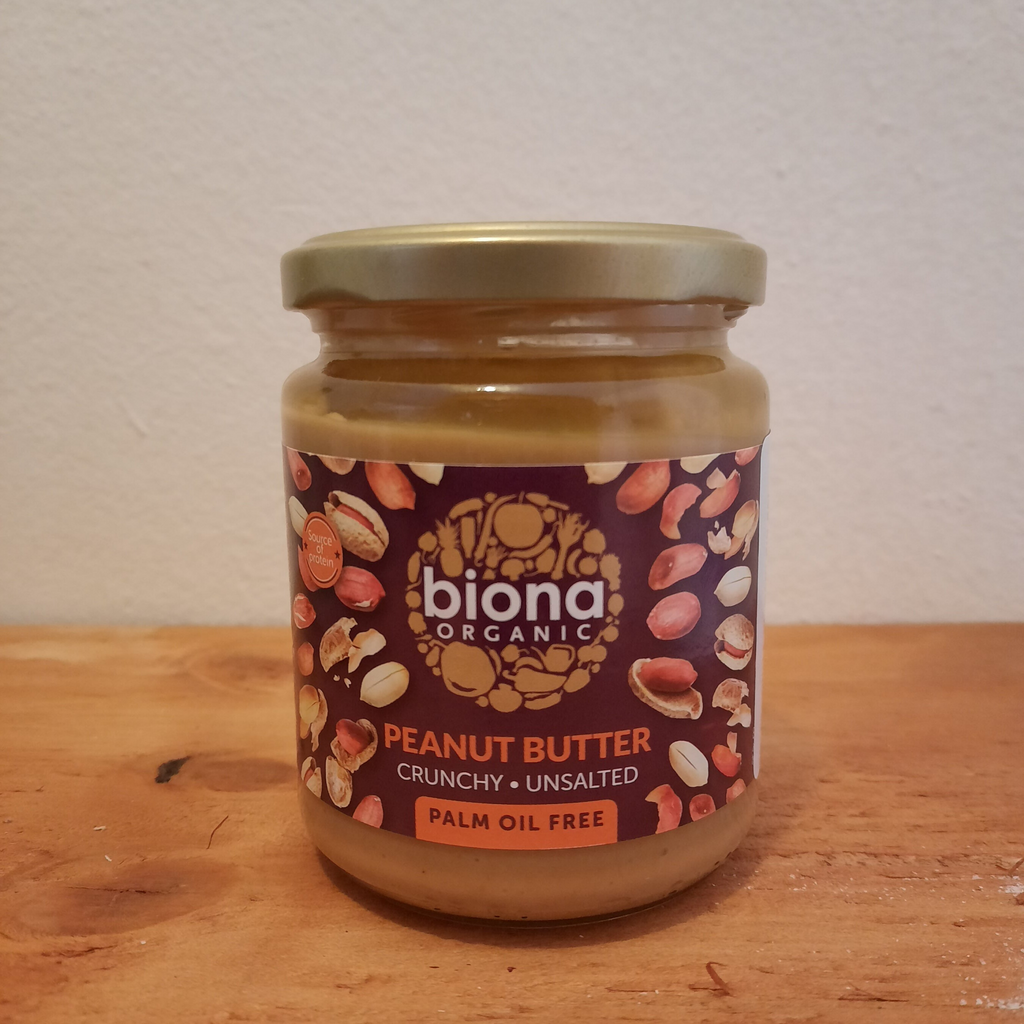 Source
of
protein
biona
ORGANIC
PEANUT BUTTER
CRUNCHY • UNSALTED
PALM OIL FREE